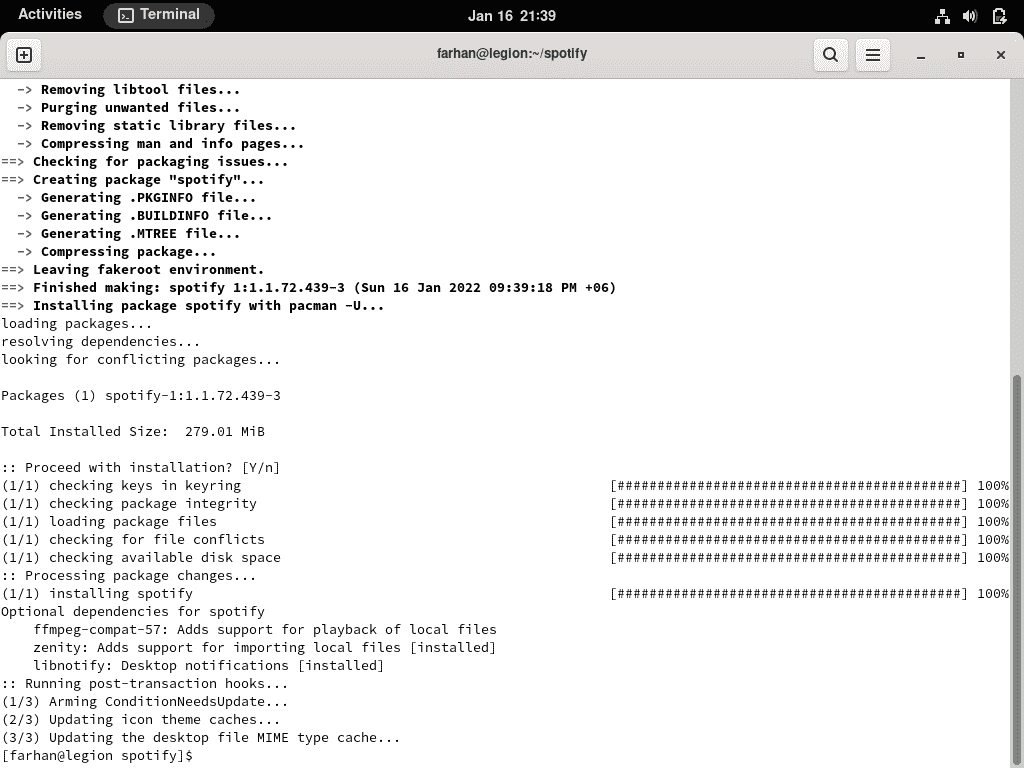 Activities Terminal Jan 16 21:39
farhan@legion:~/spotify
-> Removing libtool files...
-> Purging unwanted files...
-> Removing static library files...
-> Compressing man and info pages...
==> Checking for packaging issues...
==> Creating package "spotify"...
-> Generating .PKGINFO file...
-> Generating .BUILDINFO file...
-> Generating .MTREE file...
-> Compressing package...
==> Leaving fakeroot environment.
==> Finished making: spotify 1:1.1.72.439-3 (Sun 16 Jan 2022 09:39:18 PM +06)
==> Installing package spotify with pacman -U...
loading packages...
resolving dependencies...
looking for conflicting packages...
Packages (1) spotify-1:1.1.72.439-3
Total Installed Size:  279.01 MiB
:: Proceed with installation? [Y/n]
(1/1) checking keys in keyring [###########################################] 100%
(1/1) checking package integrity [###########################################] 100%
(1/1) loading package files [###########################################] 100%
(1/1) checking for file conflicts [###########################################] 100%
(1/1) checking available disk space [###########################################] 100%
:: Processing package changes...
(1/1) installing spotify [###########################################] 100%
Optional dependencies for spotify
ffmpeg-compat-57: Adds support for playback of local files
zenity: Adds support for importing local files [installed]
libnotify: Desktop notifications [installed]
:: Running post-transaction hooks...
(1/3) Arming ConditionNeedsUpdate...
(2/3) Updating icon theme caches...
(3/3) Updating the desktop file MIME type cache...
[farhan@legion spotify]$